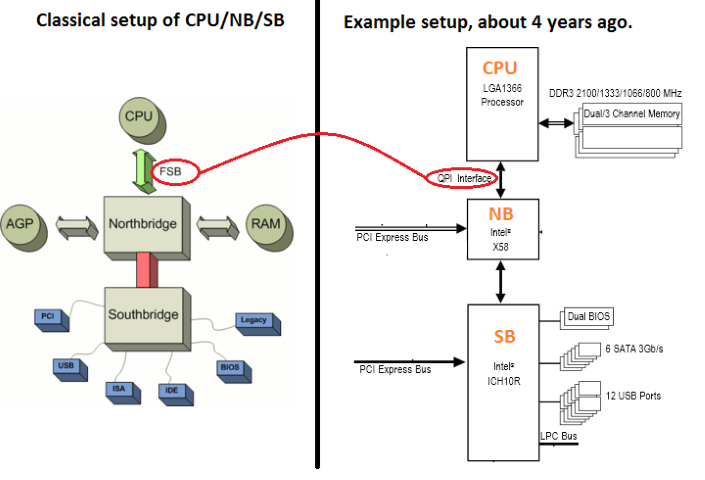 Classical setup of CPU/NB/SB
CPU
FSB
AGP
Northbridge
RAM
Southbridge
PCI
Legacy
USB
BIOS
ISA
IDE
Example setup, about 4 years ago.
CPU
LGA1366
Processor
DDR3 2100/1333/1066/800 MHz
Dual/3 Channel Memory
QPI Interface
NB
Intel®
X58
PCI Express Bus
SB
Intel®
ICH10R
Dual BIOS
6 SATA 3Gb/s
PCI Express Bus
12 USB Ports
LPC Bus